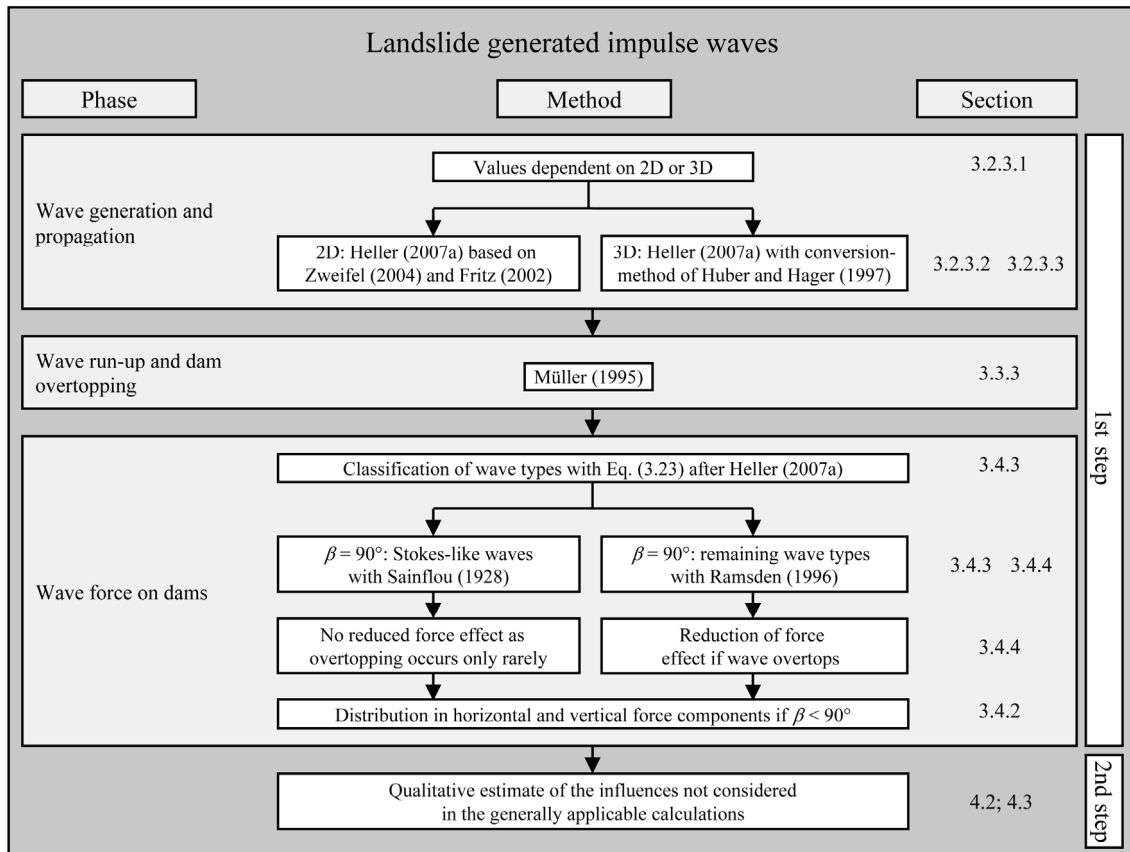 Landslide generated impulse waves
Phase
Method
Section
Values dependent on 2D or 3D
3.2.3.1
Wave generation and
propagation
2D: Heller (2007a) based on
Zweifel (2004) and Fritz (2002)
3D: Heller (2007a) with conversion-
method of Huber and Hager (1997)
3.2.3.2 3.2.3.3
Wave run-up and dam
overtopping
Müller (1995)
3.3.3
1st step
Classification of wave types with Eq. (3.23) after Heller (2007a)
3.4.3
β = 90°: Stokes-like waves
with Sainflou (1928)
β = 90°: remaining wave types
with Ramsden (1996)
3.4.3 3.4.4
Wave force on dams
No reduced force effect as
overtopping occurs only rarely
Reduction of force
effect if wave overtops
3.4.4
Distribution in horizontal and vertical force components if β < 90°
3.4.2
Qualitative estimate of the influences not considered
in the generally applicable calculations
4.2; 4.3
2nd step